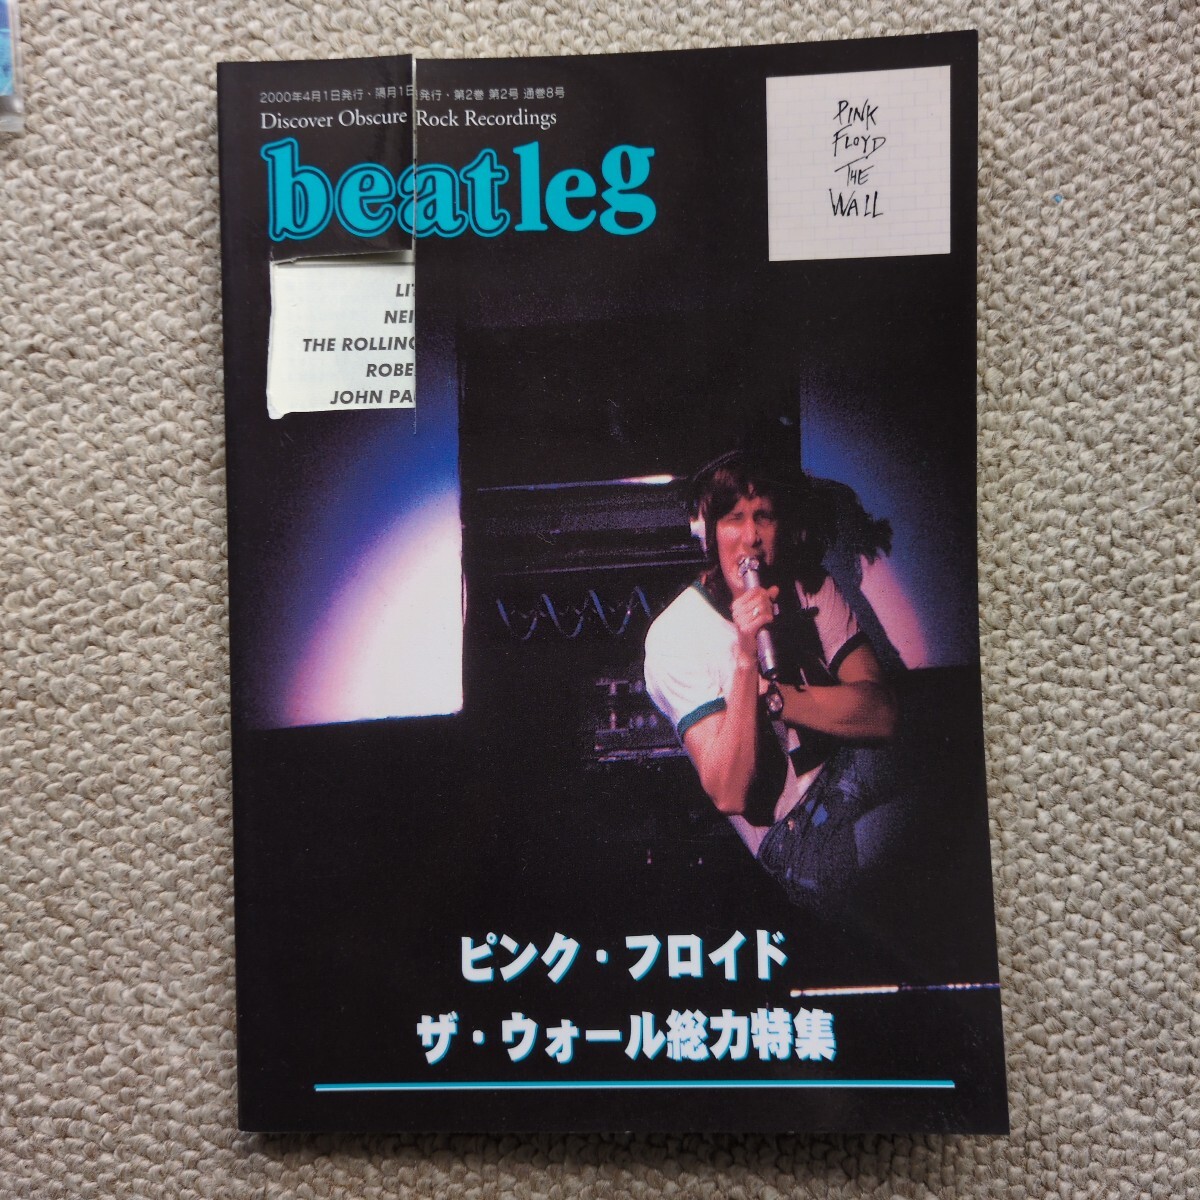 2000年4月1日発行・隔月1日発行・第2巻 第2号 通巻8号
Discover Obscure Rock Recordings
beatleg
PINK
FLOYD
THE
WALL
LIT
NEI
THE ROLLING
ROBE
JOHN PAU
ピンク・フロイド
ザ・ウォール総力特集